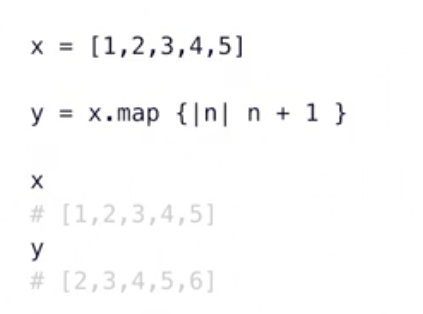 x = [1,2,3,4,5]
y = x.map {|n| n + 1 }
x
# [1,2,3,4,5]
y
# [2,3,4,5,6]